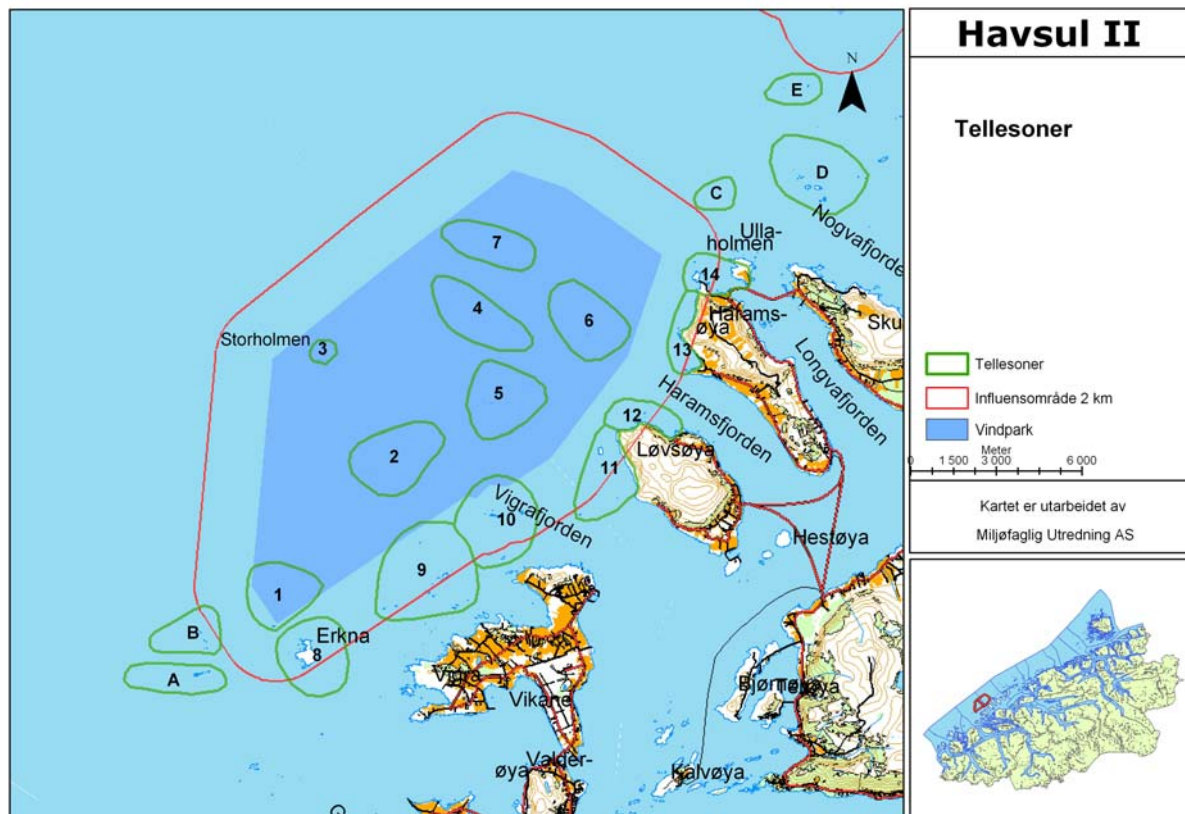 Havsul II
Tellesoner
Tellesoner
Influensområde 2 km
Vindpark
Meter
0 1 500 3 000 6 000
Kartet er utarbeidet av
Miljøfaglig Utredning AS
N
E
D
C
Nogvafjorde
Ulla-
holmen
7
14
4
6
Harams-
øya
Sku
Storholmen
3
13
Longvafjorden
5
Haramsfjorden
12
2
11
Løvsøya
Vigrafjorden
10
Hestøya
9
1
B
Erkna
8
A
Vigra
Vikane
Valder-
øya
Kalvøya